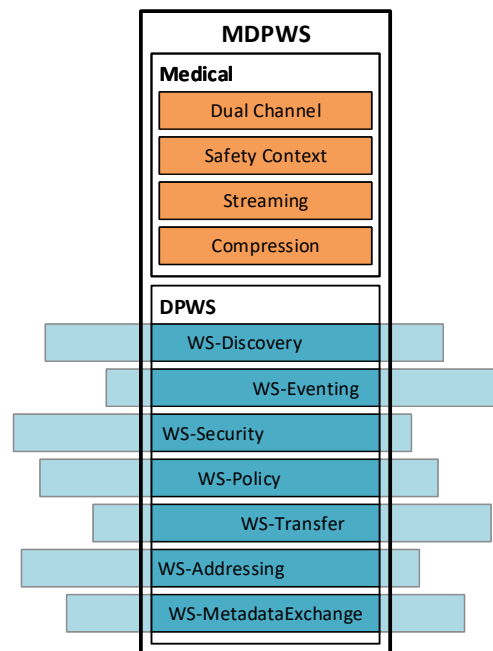 MDPWS
Medical
Dual Channel
Safety Context
Streaming
Compression
DPWS
WS-Discovery
WS-Eventing
WS-Security
WS-Policy
WS-Transfer
WS-Addressing
WS-MetadataExchange